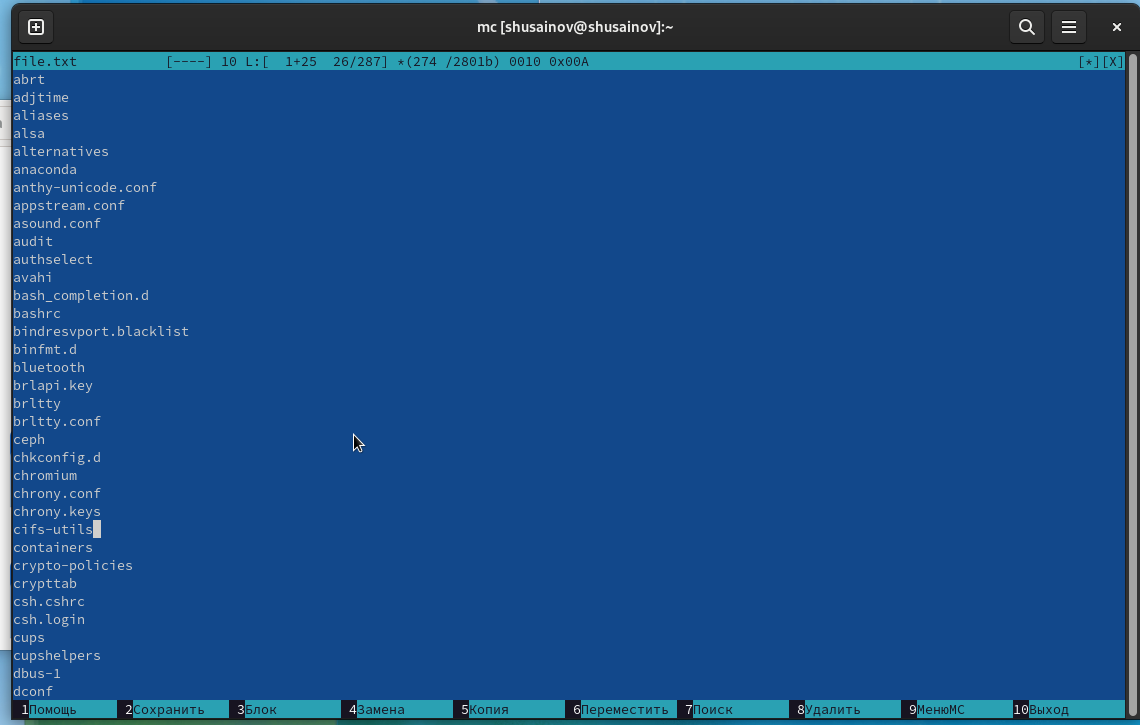 mc [shusainov@shusainov]:~
file.txt [----] 10 L:[ 1+25 26/287] *(274 /2801b) 0010 0x00A [*][X]
abrt
adjtime
aliases
alsa
alternatives
anaconda
anthy-unicode.conf
appstream.conf
asound.conf
audit
authselect
avahi
bash_completion.d
bashrc
bindresvport.blacklist
binfmt.d
bluetooth
brlapi.key
brltty
brltty.conf
ceph
chkconfig.d
chromium
chrony.conf
chrony.keys
cifs-utils
containers
crypto-policies
crypttab
csh.cshrc
csh.login
cups
cupshelpers
dbus-1
dconf
1Помощь 2Сохранить 3Блок 4Замена 5Копия 6Переместить 7Поиск 8Удалить 9МенюМС 10Выход